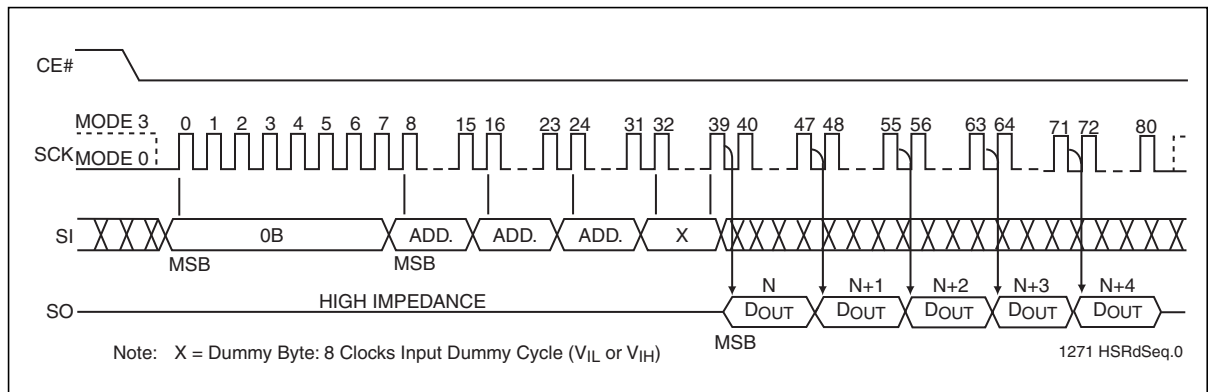 CE#
MODE 3
SCK MODE 0
0 1 2 3 4 5 6 7 8 15 16 23 24 31 32 39 40 47 48 55 56 63 64 71 72 80
SI 0B ADD. ADD. ADD. X
MSB MSB
N N+1 N+2 N+3 N+4
SO HIGH IMPEDANCE DOUT DOUT DOUT DOUT DOUT
MSB
Note: X = Dummy Byte: 8 Clocks Input Dummy Cycle (VIL or VIH)
1271 HSRdSeq.0